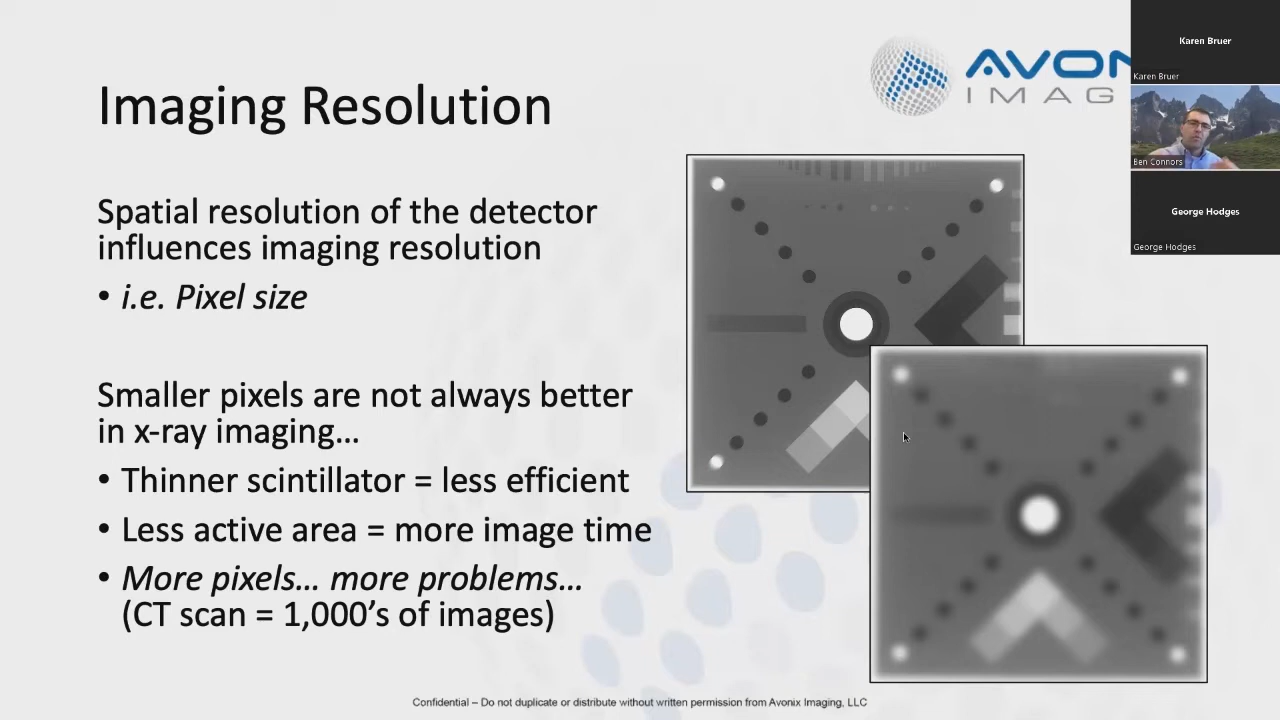 Imaging Resolution
Spatial resolution of the detector
influences imaging resolution
• i.e. Pixel size
Smaller pixels are not always better
in x-ray imaging…
• Thinner scintillator = less efficient
• Less active area = more image time
• More pixels… more problems…
(CT scan = 1,000’s of images)
AVON
IMAG
Karen Bruer
Karen Bruer
Ben Connors
George Hodges
George Hodges
Confidential – Do not duplicate or distribute without written permission from Avonix Imaging, LLC